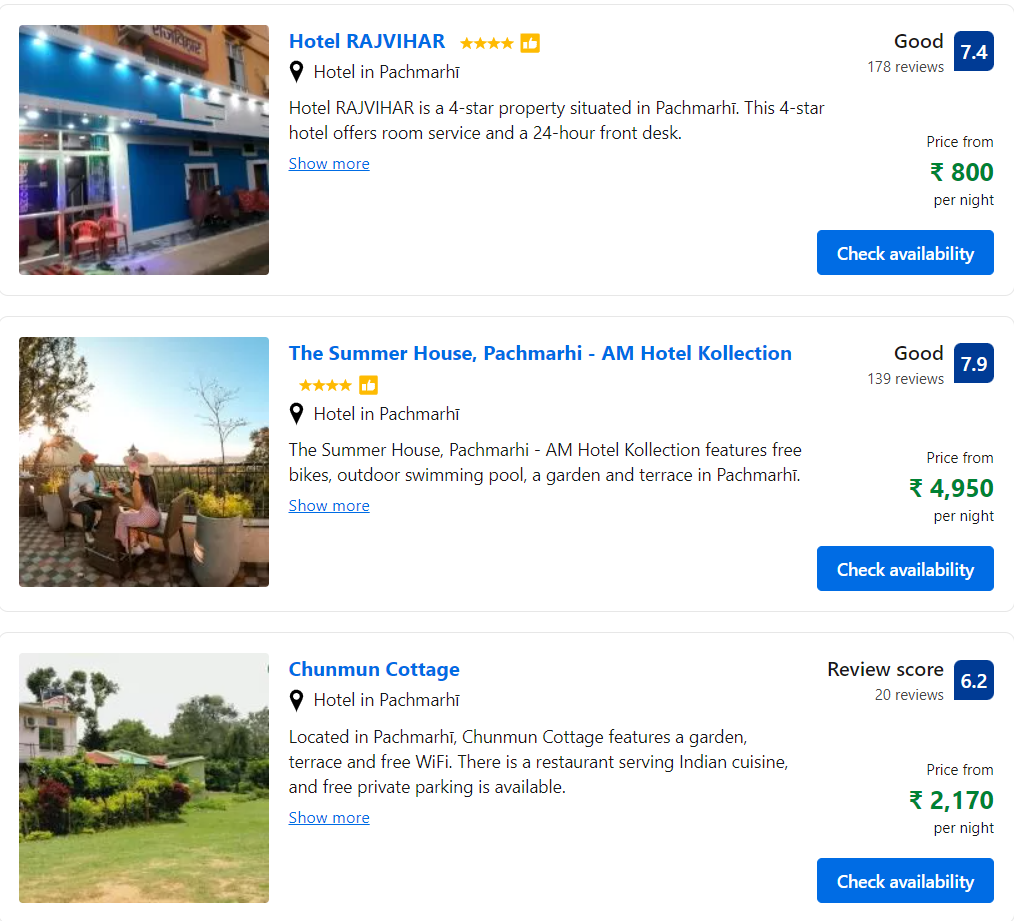 राजविहार
Hotel RAJVIHAR
Good
7.4
178 reviews
Hotel in Pachmarhī
Hotel RAJVIHAR is a 4-star property situated in Pachmarhī. This 4-star
hotel offers room service and a 24-hour front desk.
Show more
Price from
₹ 800
per night
Check availability
The Summer House, Pachmarhi - AM Hotel Kollection
Good
7.9
139 reviews
Hotel in Pachmarhī
The Summer House, Pachmarhi - AM Hotel Kollection features free
bikes, outdoor swimming pool, a garden and terrace in Pachmarhī.
Show more
Price from
₹ 4,950
per night
Check availability
Chunmun Cottage
Review score
6.2
20 reviews
Hotel in Pachmarhī
Located in Pachmarhī, Chunmun Cottage features a garden,
terrace and free WiFi. There is a restaurant serving Indian cuisine,
and free private parking is available.
Show more
Price from
₹ 2,170
per night
Check availability